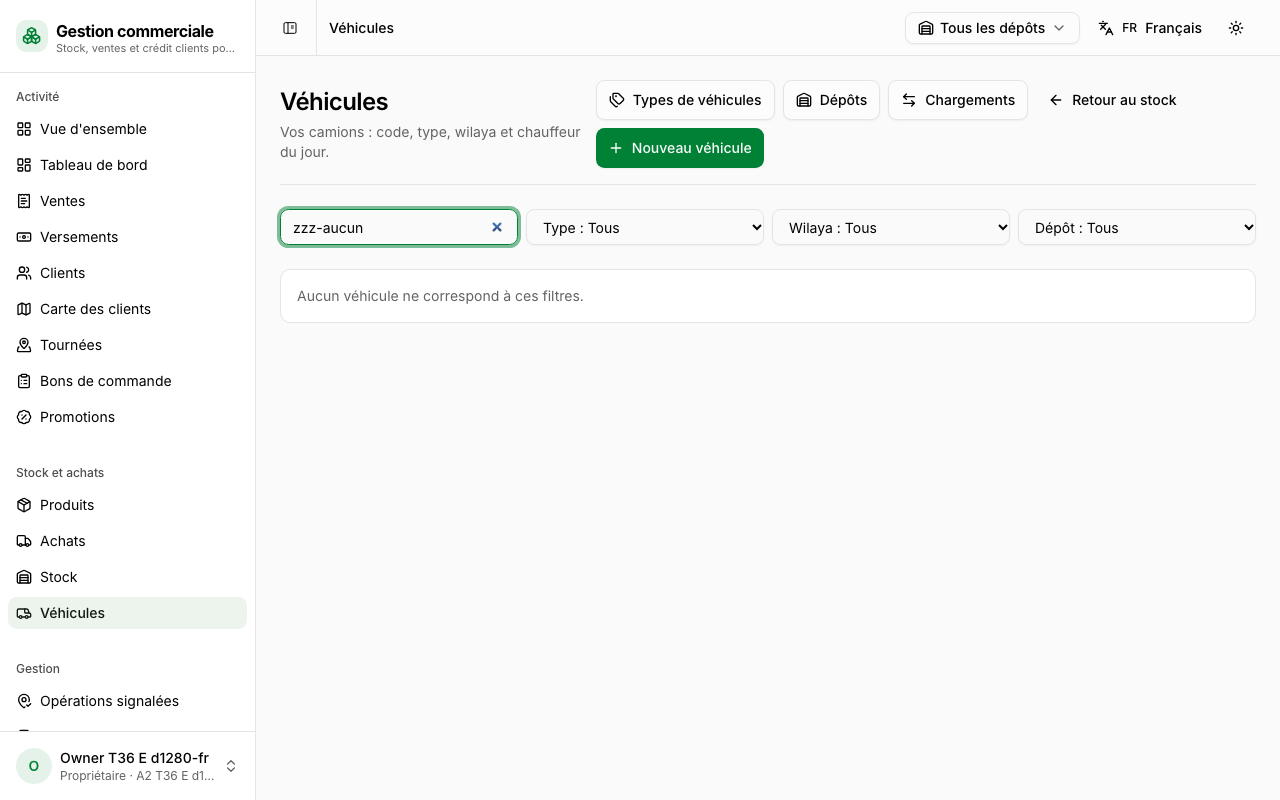 Gestion commerciale
Stock, ventes et crédit clients po...
Activité
Vue d'ensemble
Tableau de bord
Ventes
Versements
Clients
Carte des clients
Tournées
Bons de commande
Promotions
Stock et achats
Produits
Achats
Stock
Véhicules
Gestion
Opérations signalées
O
Owner T36 E d1280-fr
Propriétaire · A2 T36 E d1...
Véhicules
Tous les dépôts
FR Français
Véhicules
Vos camions : code, type, wilaya et chauffeur
du jour.
Types de véhicules
Dépôts
Chargements
Retour au stock
Nouveau véhicule
zzz-aucun
Type : Tous
Wilaya : Tous
Dépôt : Tous
Aucun véhicule ne correspond à ces filtres.